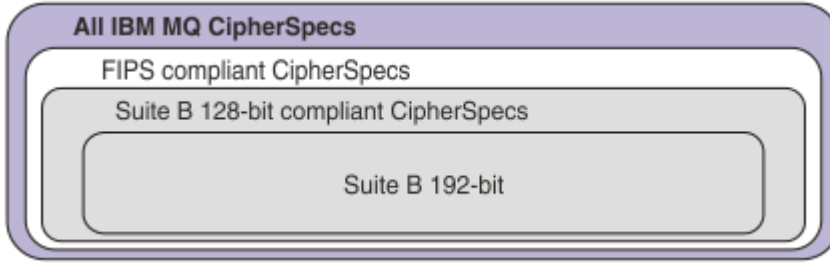 All IBM MQ CipherSpecs
FIPS compliant CipherSpecs
Suite B 128-bit compliant CipherSpecs
Suite B 192-bit